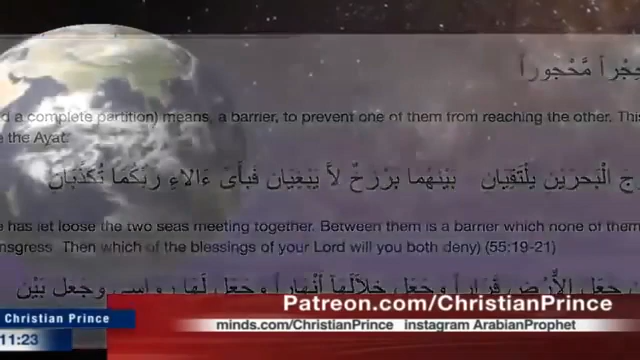 حِجْراً مَّحْجُوراً
d a complete partition) means, a barrier, to prevent one of them from reaching the other. This
e the Ayat:
جَ الْبَحْرَيْنِ يَلْتَقِيَانِ بَيْنَهُمَا بَرْزَخٌ لاَّ يَبْغِيَانِ فَبِأَىِّ ءَالاءِ رَبِّكُمَا تُكَذِّبَانِ
e has let loose the two seas meeting together. Between them is a barrier which none of them
nsgress. Then which of the blessings of your Lord will you both deny) (55:19-21)
جَعَلَ الاٌّرْضَ قَرَاراً وَجَعَلَ خِلاَلَهَآ أَنْهَاراً وَجَعَلَ لَهَا رَوَاسِىَ وَجَعَلَ بَيْنَ
Patreon.com/ChristianPrince
Christian Prince
minds.com/ChristianPrince instagram ArabianProphet
11:23